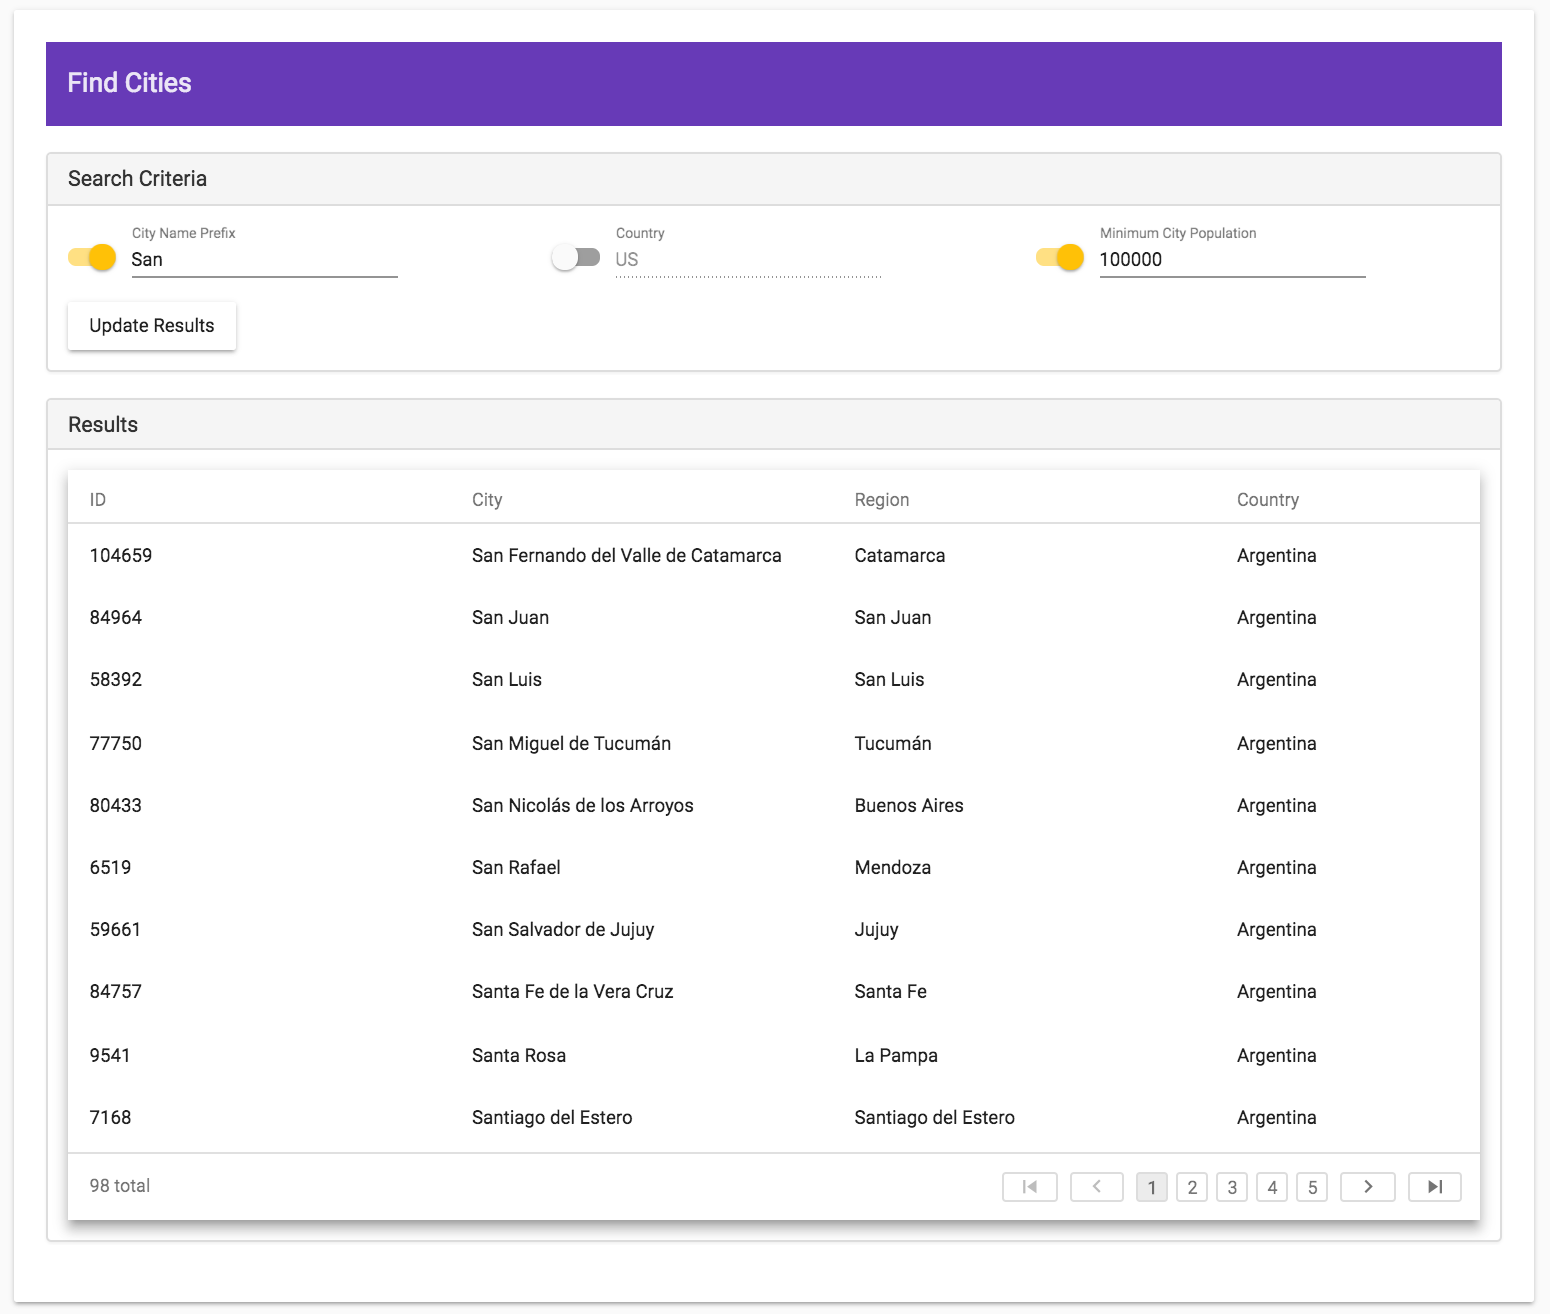 Find Cities
Search Criteria
City Name Prefix Country Minimum City Population
San US 100000
Update Results
Results
ID City Region Country
104659 San Fernando del Valle de Catamarca Catamarca Argentina
84964 San Juan San Juan Argentina
58392 San Luis San Luis Argentina
77750 San Miguel de Tucumán Tucumán Argentina
80433 San Nicolás de los Arroyos Buenos Aires Argentina
6519 San Rafael Mendoza Argentina
59661 San Salvador de Jujuy Jujuy Argentina
84757 Santa Fe de la Vera Cruz Santa Fe Argentina
9541 Santa Rosa La Pampa Argentina
7168 Santiago del Estero Santiago del Estero Argentina
98 total 1 2 3 4 5